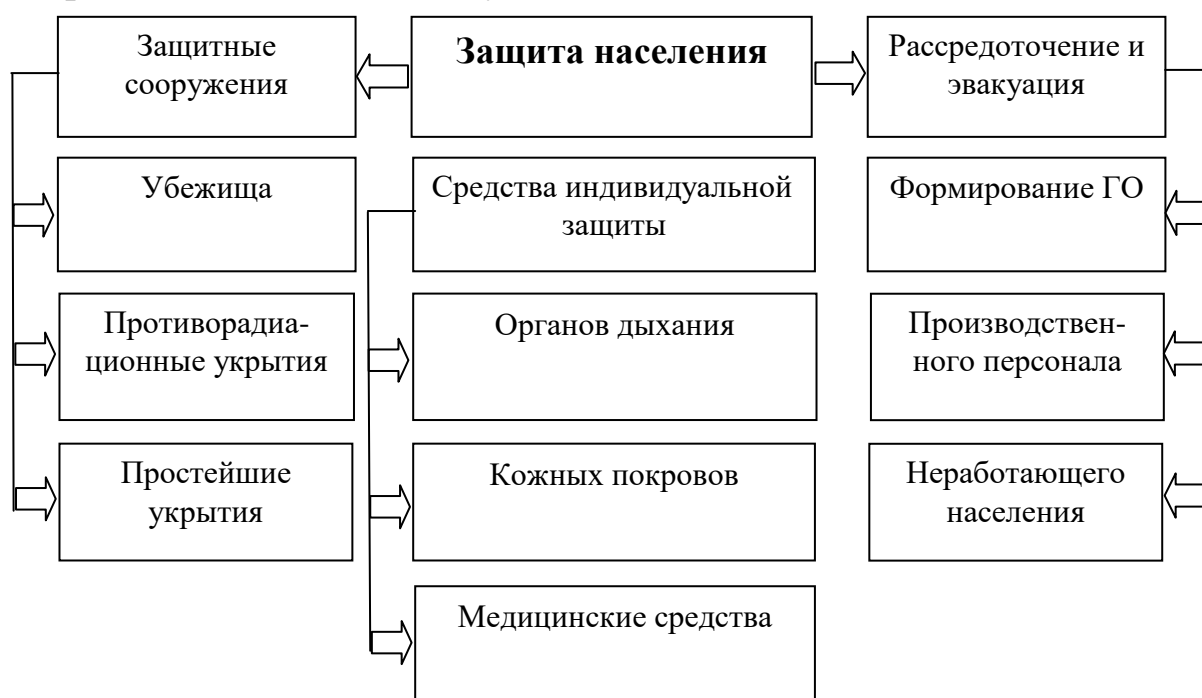 Защитные
сооружения
Защита населения
Рассредоточение и
эвакуация
Убежища
Средства индивидуальной
защиты
Формирование ГО
Противорадиа-
ционные укрытия
Органов дыхания
Производствен-
ного персонала
Простейшие
укрытия
Кожных покровов
Неработающего
населения
Медицинские средства